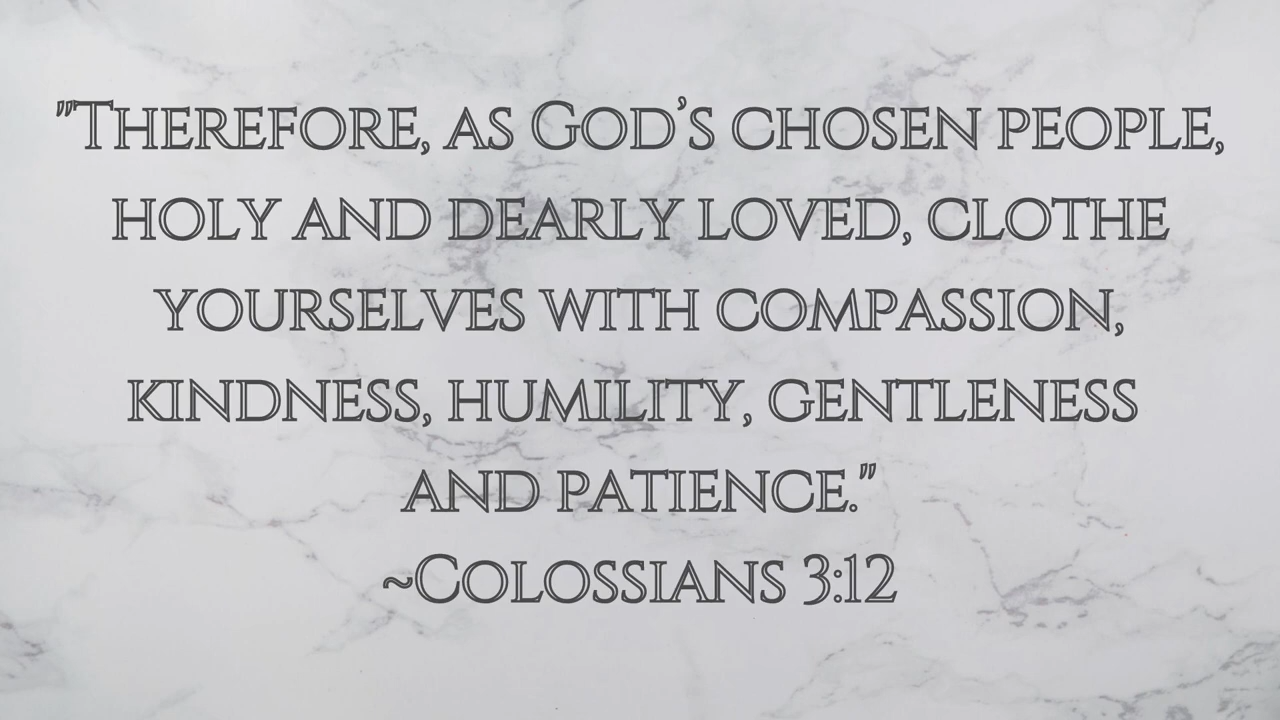 "Therefore, as God's chosen people,
holy and dearly loved, clothe
yourselves with compassion,
kindness, humility, gentleness
and patience."
~Colossians 3:12